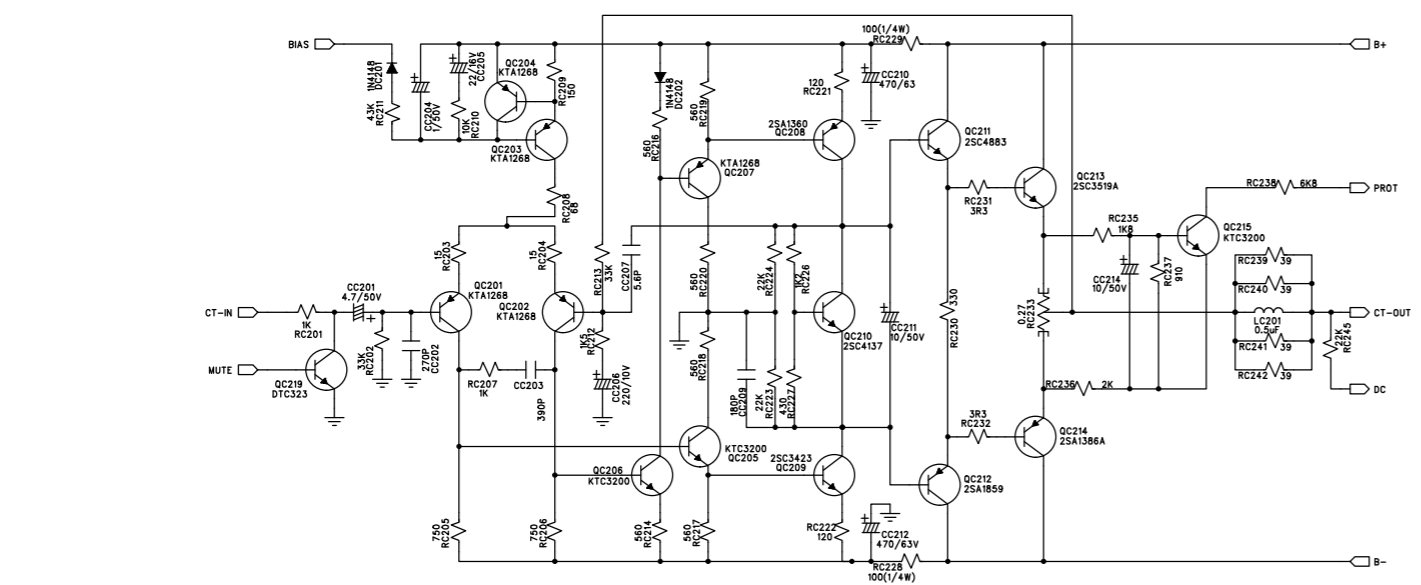 100(1/4W)
RC229
BIAS
B+
1N4148
DC201
22/16V
CC205
QC204
KTA1268
RC209
150
1N4148
DC202
560
RC219
120
RC221
CC210
470/63
43K
RC211
CC204
1/50V
10K
RC210
QC203
KTA1268
560
RC216
2SA1360
QC208
QC211
2SC4883
KTA1268
QC207
RC208
68
RC231
3R3
QC213
2SC3519A
RC238
6K8
PROT
RC235
1K8
QC215
KTC3200
15
RC203
15
RC204
RC213
33K
CC207
5.6P
560
RC220
22K
RC224
1K2
RC226
CC214
10/50V
RC237
910
RC239
39
RC240
39
CC201
4.7/50V
QC201
KTA1268
QC202
KTA1268
CT-IN
1K
RC201
33K
RC202
270P
CC202
1K5
RC212
QC210
2SC4137
CC211
10/50V
330
RC230
0.27
RC233
LC201
0.5uF
CT-OUT
RC241
39
22K
RC245
MUTE
QC219
DTC323
RC207
1K
CC203
390P
CC206
220/10V
560
RC218
180P
CC209
22K
RC223
430
RC227
RC236
2K
RC242
39
DC
3R3
RC232
QC214
2SA1386A
KTC3200
QC205
2SC3423
QC209
QC206
KTC3200
QC212
2SA1859
750
RC205
750
RC206
560
RC214
560
RC217
RC222
120
CC212
470/63V
RC228
100(1/4W)
B-